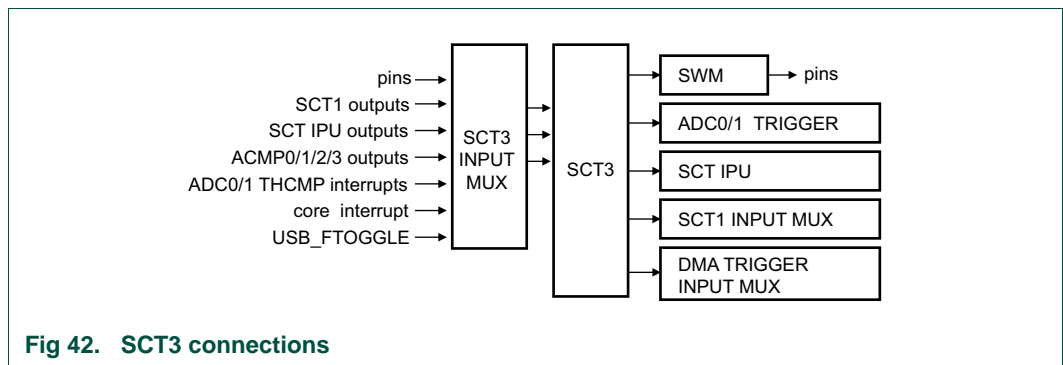 pins
SCT1 outputs
SCT IPU outputs
ACMP0/1/2/3 outputs
ADC0/1 THCMP interrupts
core interrupt
USB_FTOGGLE
SCT3
INPUT
MUX
SCT3
SWM
pins
ADC0/1 TRIGGER
SCT IPU
SCT1 INPUT MUX
DMA TRIGGER
INPUT MUX
Fig 42. SCT3 connections